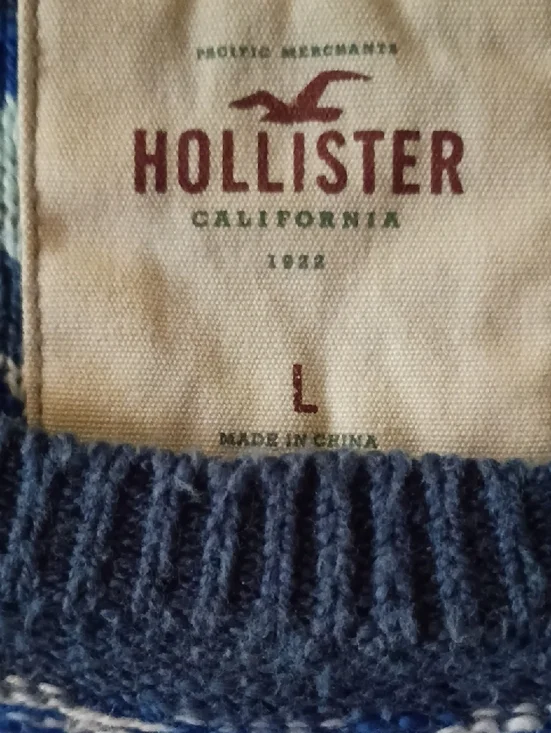 PACIFIC MERCHANTS
HOLLISTER
CALIFORNIA
1922
L
MADE IN CHINA